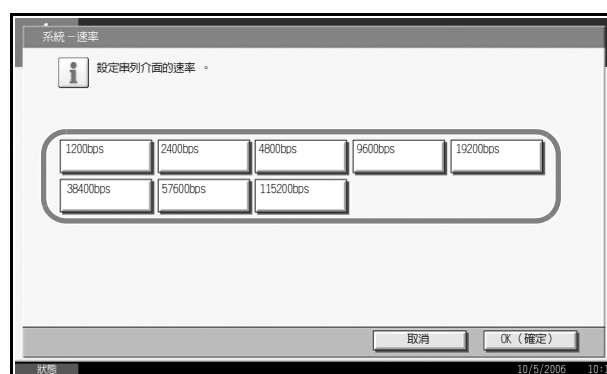 系統－速率
設定串列介面的速率 。
1200bps 2400bps 4800bps 9600bps 19200bps
38400bps 57600bps 115200bps
取消 OK（確定）
狀態 10/5/2006 10: